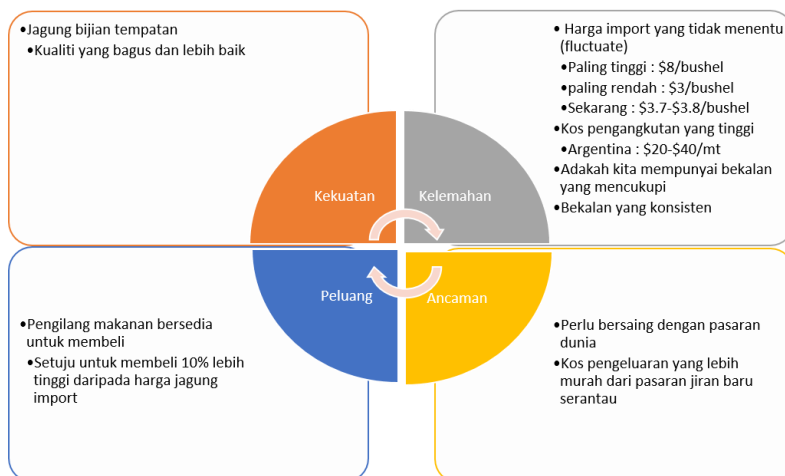 •Jagung bijian tempatan
•Kualiti yang bagus dan lebih baik
• Harga import yang tidak menentu
(fluctuate)
•Paling tinggi : $8/bushel
•paling rendah : $3/bushel
•Sekarang : $3.7-$3.8/bushel
•Kos pengangkutan yang tinggi
•Argentina : $20-$40/mt
•Adakah kita mempunyai bekalan
yang mencukupi
•Bekalan yang konsisten
Kekuatan
Kelemahan
Peluang
Ancaman
•Pengilang makanan bersedia
untuk membeli
•Setuju untuk membeli 10% lebih
tinggi daripada harga jagung
import
•Perlu bersaing dengan pasaran
dunia
•Kos pengeluaran yang lebih
murah dari pasaran jiran baru
serantau